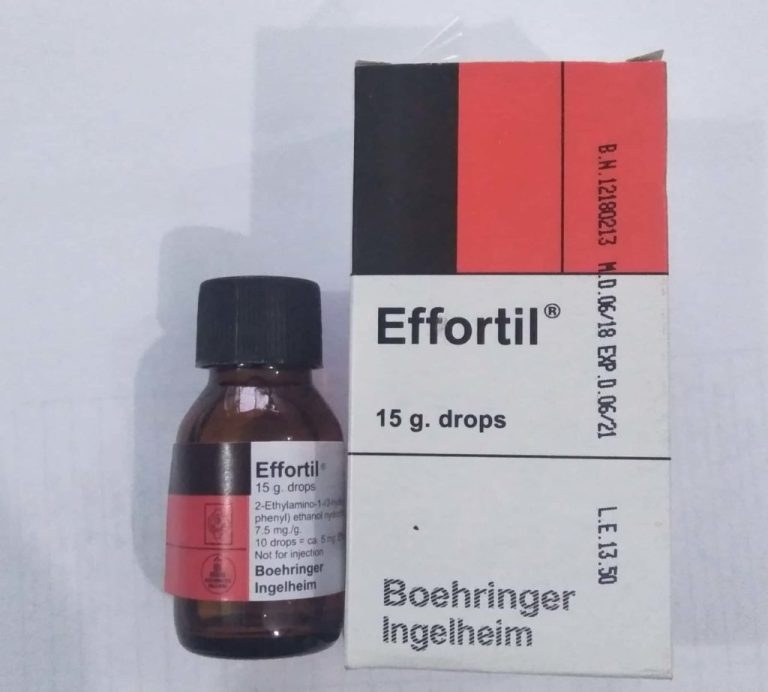 B.N.12180213 M.D.06/18 EXP.D.06/21
L.E.13.50
Effortil®
15 g. drops
Boehringer
Ingelheim
Effortil®
15 g. drops
2-Ethylamino-1-(3-
phenyl) ethanol
7.5 mg./g.
10 drops = ca. 5 mg
Not for injection
Boehringer
Ingelheim